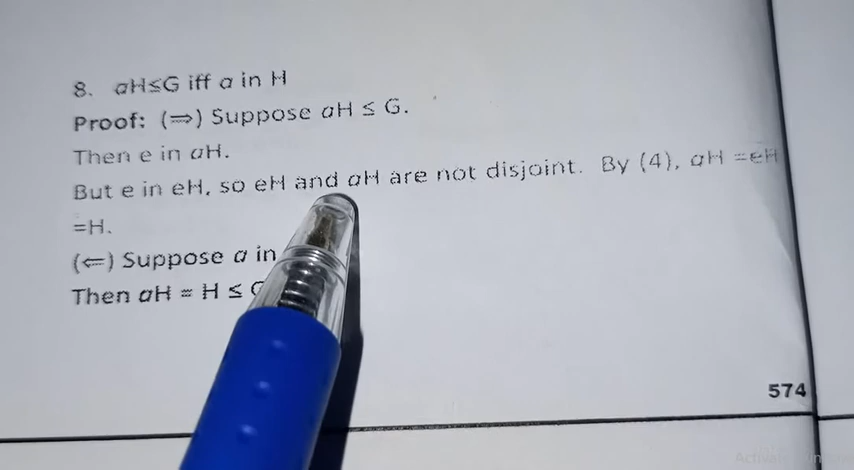 8. aH≤G iff a in H
Proof: (⇒) Suppose aH ≤ G.
Then e in aH.
But e in eH, so eH and aH are not disjoint. By (4), aH =eH
=H.
(⇐) Suppose a in
Then aH = H ≤
574